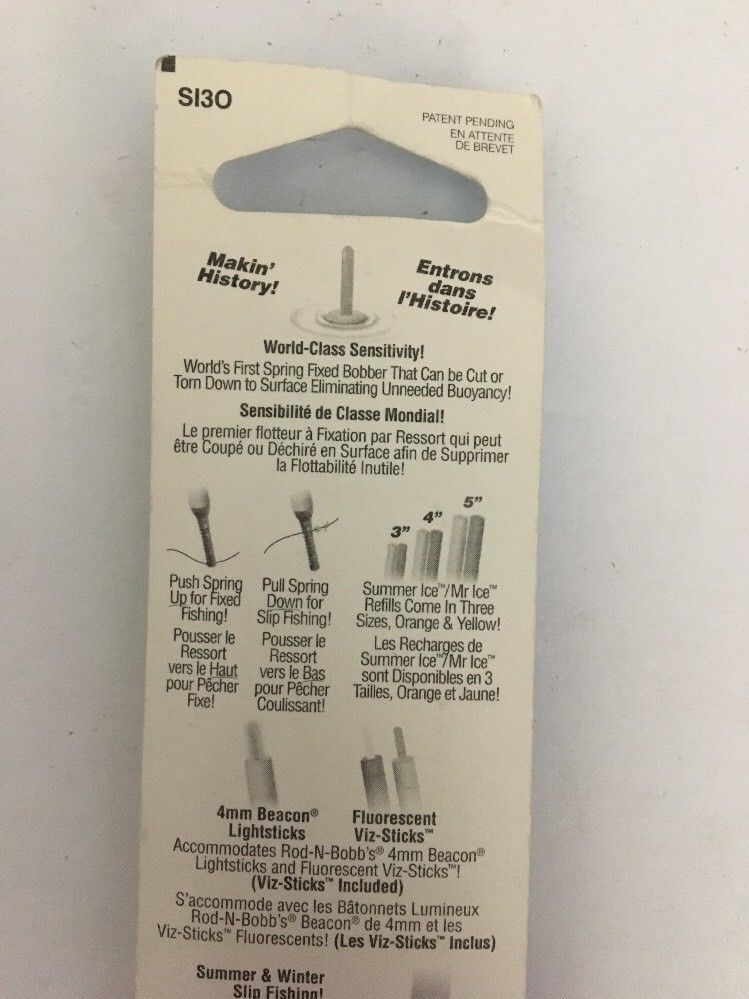 SI3O
PATENT PENDING
EN ATTENTE
DE BREVET
Makin'
History!
Entrons
dans
l'Histoire!
World-Class Sensitivity!
World's First Spring Fixed Bobber That Can be Cut or
Torn Down to Surface Eliminating Unneeded Buoyancy!
Sensibilité de Classe Mondial!
Le premier flotteur à Fixation par Ressort qui peut
être Coupé ou Déchiré en Surface afin de Supprimer
la Flottabilité Inutile!
3" 4" 5"
Push Spring
Up for Fixed
Fishing!
Pousser le
Ressort
vers le Haut
pour Pêcher
Fixe!
Pull Spring
Down for
Slip Fishing!
Pousser le
Ressort
vers le Bas
pour Pêcher
Coulissant!
Summer Ice™/Mr Ice™
Refills Come In Three
Sizes, Orange & Yellow!
Les Recharges de
Summer Ice™/Mr Ice™
sont Disponibles en 3
Tailles, Orange et Jaune!
4mm Beacon®
Lightsticks
Fluorescent
Viz-Sticks™
Accommodates Rod-N-Bobb's® 4mm Beacon®
Lightsticks and Fluorescent Viz-Sticks™!
(Viz-Sticks™ Included)
S'accommode avec les Bâtonnets Lumineux
Rod-N-Bobb's® Beacon® de 4mm et les
Viz-Sticks™ Fluorescents! (Les Viz-Sticks™ Inclus)
Summer & Winter
Slip Fishing!